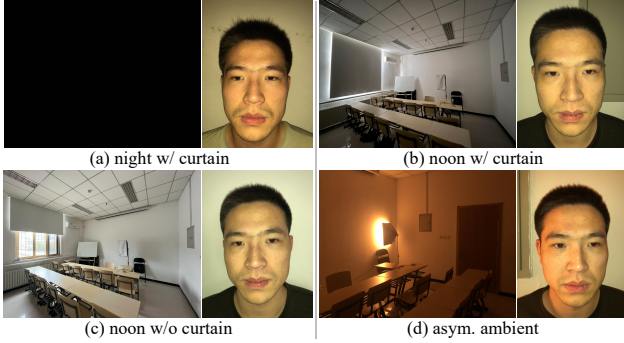 (a) night w/ curtain
(b) noon w/ curtain
(c) noon w/o curtain
(d) asym. ambient